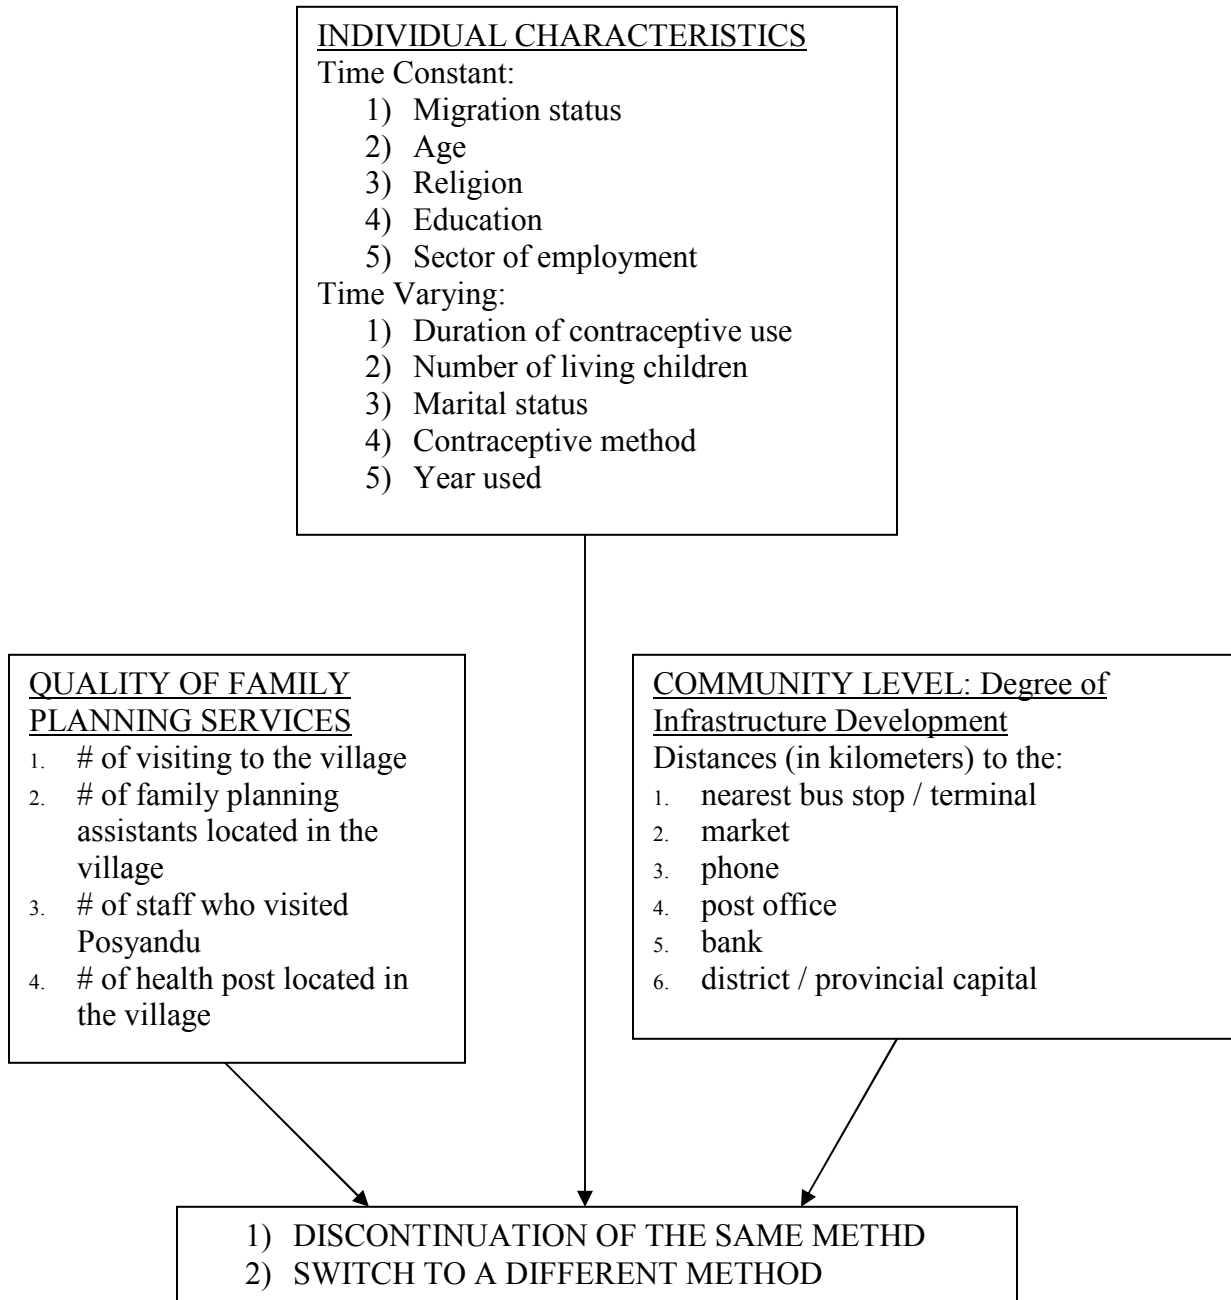 INDIVIDUAL CHARACTERISTICS
Time Constant:
1) Migration status
2) Age
3) Religion
4) Education
5) Sector of employment
Time Varying:
1) Duration of contraceptive use
2) Number of living children
3) Marital status
4) Contraceptive method
5) Year used
QUALITY OF FAMILY
PLANNING SERVICES
1. # of visiting to the village
2. # of family planning
assistants located in the
village
3. # of staff who visited
Posyandu
4. # of health post located in
the village
COMMUNITY LEVEL: Degree of
Infrastructure Development
Distances (in kilometers) to the:
1. nearest bus stop / terminal
2. market
3. phone
4. post office
5. bank
6. district / provincial capital
1) DISCONTINUATION OF THE SAME METHD
2) SWITCH TO A DIFFERENT METHOD